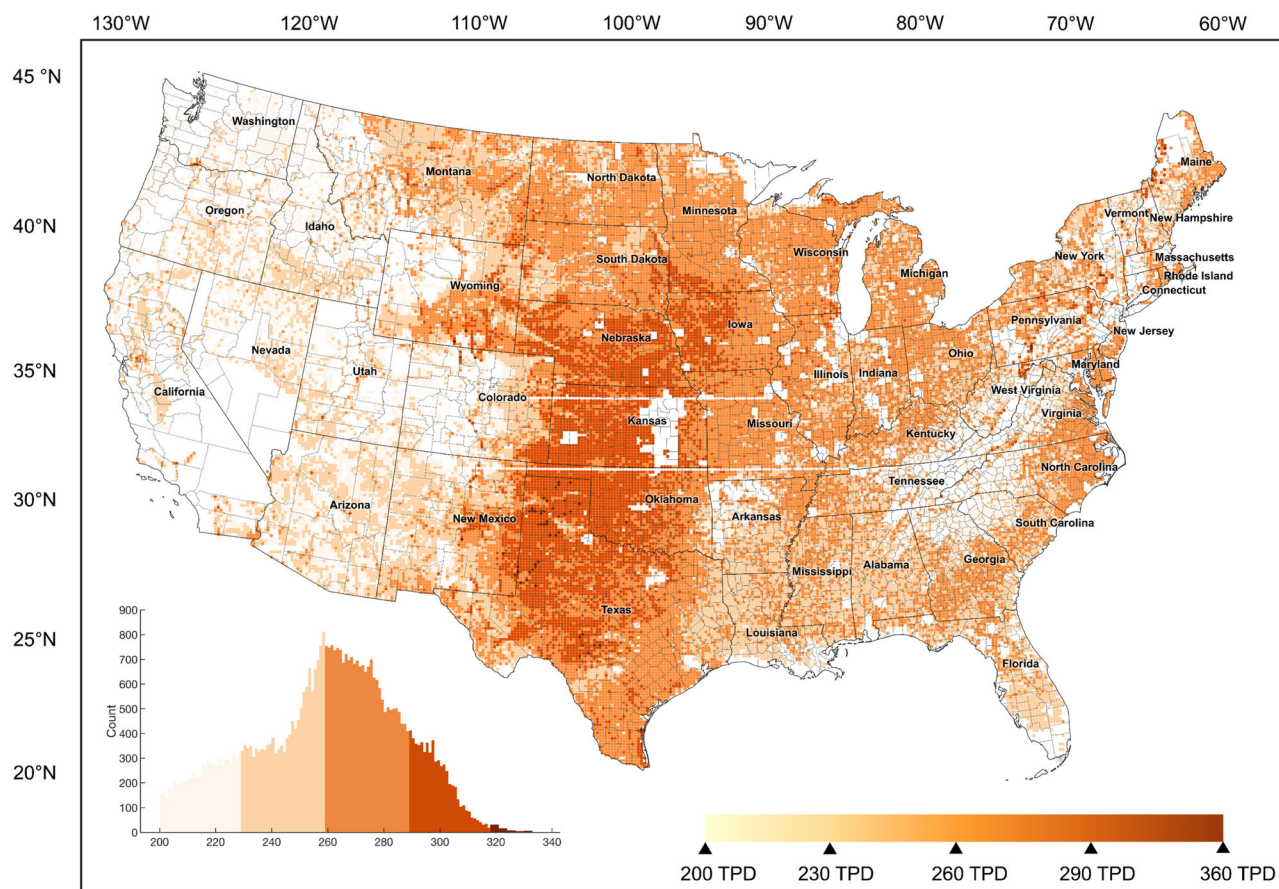 130°W 120°W 110°W 100°W 90°W 80°W 70°W 60°W
45 °N
40°N
35°N
30°N
25°N
20°N
Washington
Montana
North Dakota
Minnesota
Maine
Oregon
Idaho
Vermont
New Hampshire
Wisconsin
South Dakota
Michigan
New York
Massachusetts
Rhode Island
Connecticut
Wyoming
Iowa
Nebraska
Pennsylvania
New Jersey
Nevada
Utah
Illinois
Indiana
Ohio
Maryland
California
Colorado
West Virginia
Kansas
Missouri
Virginia
Kentucky
North Carolina
Tennessee
Arizona
New Mexico
Oklahoma
Arkansas
South Carolina
Mississippi
Alabama
Georgia
Texas
Louisiana
Florida
900
800
700
600
500
400
300
200
100
0
Count
200 220 240 260 280 300 320 340
200 TPD 230 TPD 260 TPD 290 TPD 360 TPD